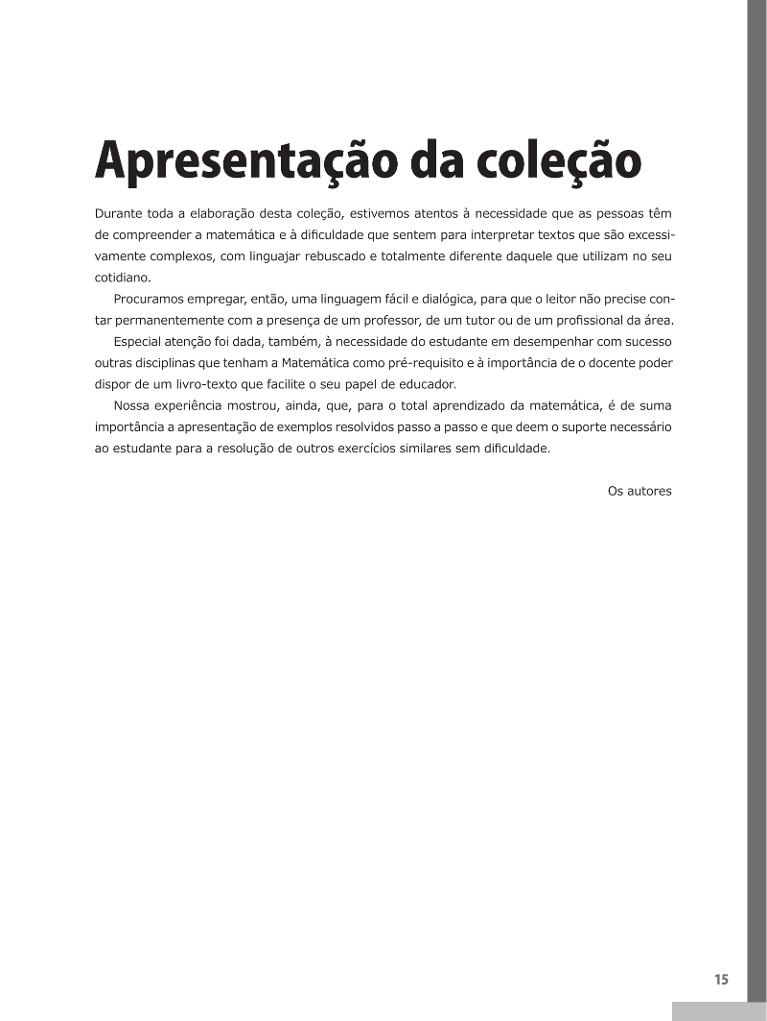 Apresentação da coleção
Durante toda a elaboração desta coleção, estivemos atentos à necessidade que as pessoas têm
de compreender a matemática e à dificuldade que sentem para interpretar textos que são excessi-
vamente complexos, com linguajar rebuscado e totalmente diferente daquele que utilizam no seu
cotidiano.
Procuramos empregar, então, uma linguagem fácil e dialógica, para que o leitor não precise con-
tar permanentemente com a presença de um professor, de um tutor ou de um profissional da área.
Especial atenção foi dada, também, à necessidade do estudante em desempenhar com sucesso
outras disciplinas que tenham a Matemática como pré-requisito e à importância de o docente poder
dispor de um livro-texto que facilite o seu papel de educador.
Nossa experiência mostrou, ainda, que, para o total aprendizado da matemática, é de suma
importância a apresentação de exemplos resolvidos passo a passo e que deem o suporte necessário
ao estudante para a resolução de outros exercícios similares sem dificuldade.
Os autores
15